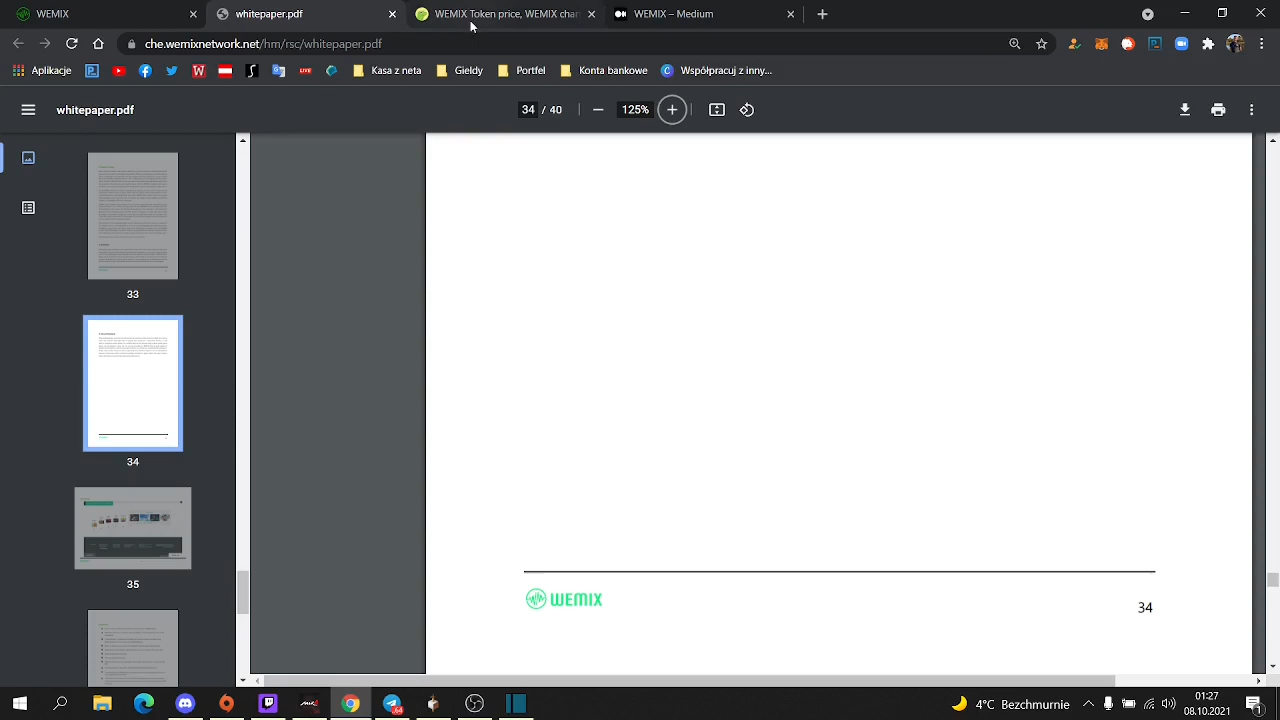 WEMIX
whitepaper.pdf
WEMIX Token price, WEMIX char
WEMIX – Medium
che.wemixnetwork.net/hm/rsc/whitepaper.pdf
Aplikacje
LIVE
Kasa z neta
Giełdy
Portfel
Konta bankowe
Współpracuj z inny...
whitepaper.pdf
34 / 40
125%
33
34
35
WEMIX
34
4°C Bezchmurnie
01:27
08.10.2021